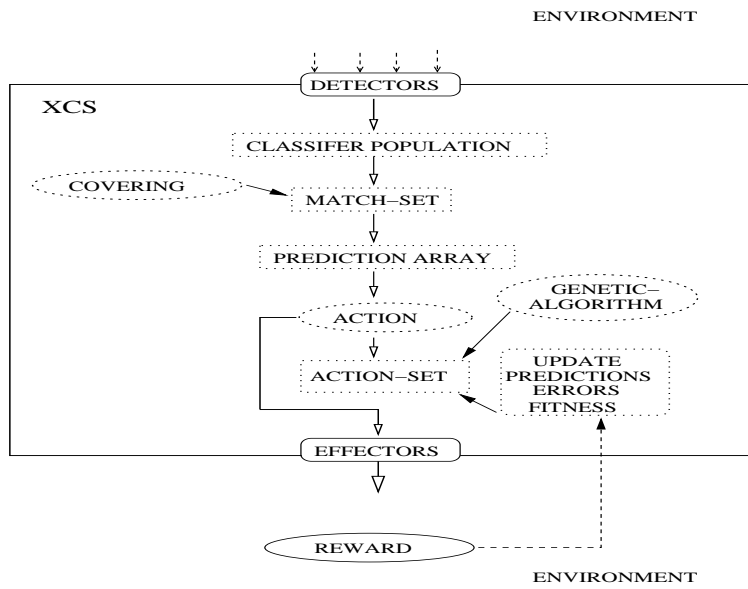 ENVIRONMENT
DETECTORS
XCS
CLASSIFER POPULATION
COVERING
MATCH–SET
PREDICTION ARRAY
GENETIC–
ALGORITHM
ACTION
UPDATE
PREDICTIONS
ERRORS
FITNESS
ACTION–SET
EFFECTORS
REWARD
ENVIRONMENT